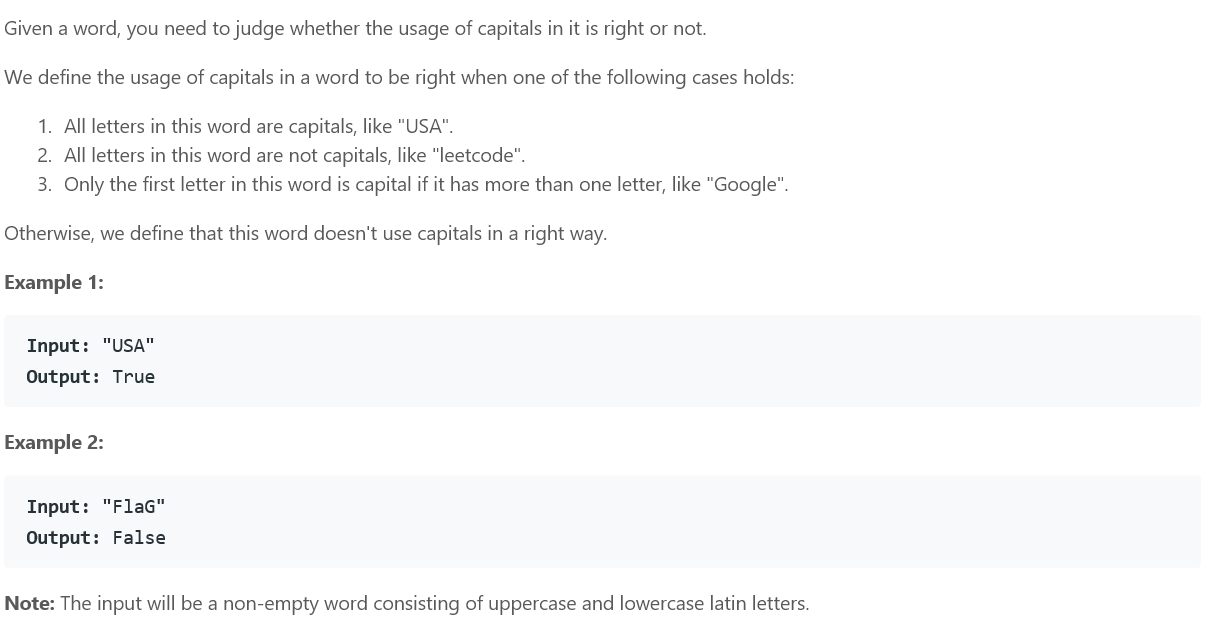 Given a word, you need to judge whether the usage of capitals in it is right or not.
We define the usage of capitals in a word to be right when one of the following cases holds:
1. All letters in this word are capitals, like "USA".
2. All letters in this word are not capitals, like "leetcode".
3. Only the first letter in this word is capital if it has more than one letter, like "Google".
Otherwise, we define that this word doesn't use capitals in a right way.
Example 1:
Input: "USA"
Output: True
Example 2:
Input: "FlaG"
Output: False
Note: The input will be a non-empty word consisting of uppercase and lowercase latin letters.